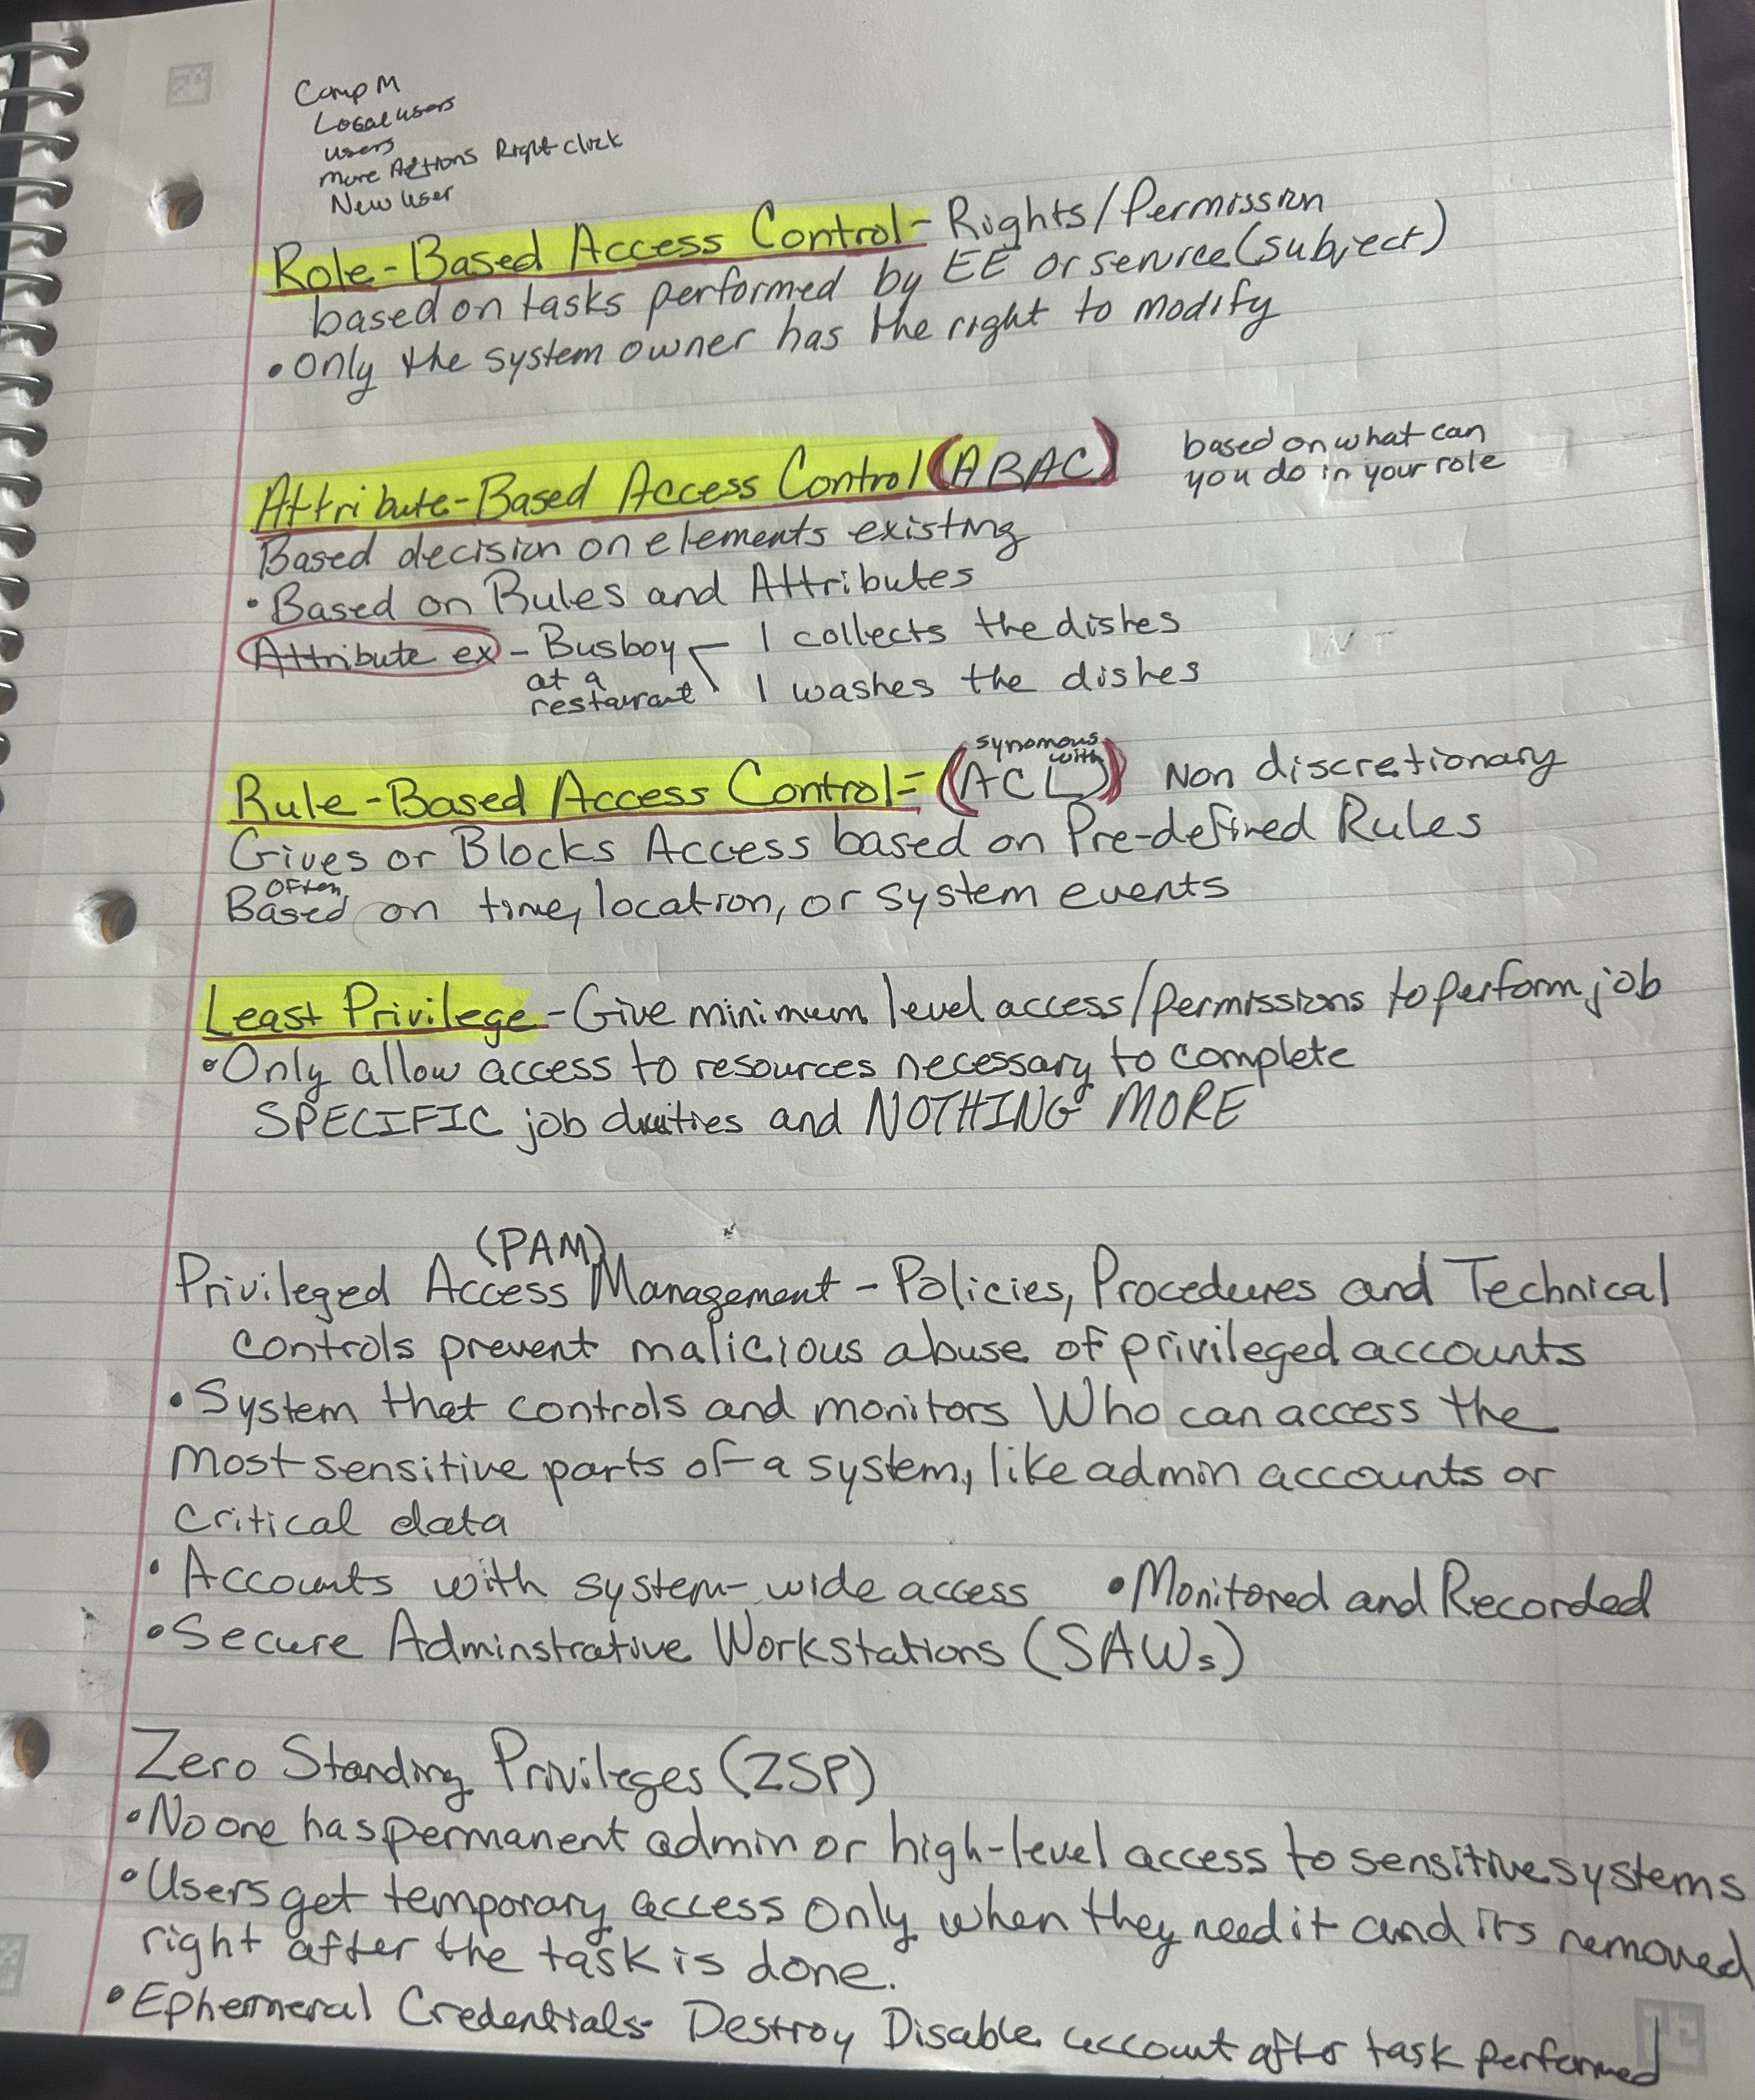 Comp M
Local users
users
more Actions Right click
New user
Role-Based Access Control - Rights/Permission
based on tasks performed by EE or service (subject)
• only the system owner has the right to modify
Attribute-Based Access Control (ABAC)
based on what can
you do in your role
Based decision on elements existing
• Based on Rules and Attributes
Attribute ex - Busboy 1 collects the dishes
at a
restaurant 1 washes the dishes
synomous
with
Rule-Based Access Control = (ACL) Non discretionary
Gives or Blocks Access based on Pre-defined Rules
often
Based on time, location, or system events
Least Privilege - Give minimum level access/permissions to perform job
• Only allow access to resources necessary to complete
SPECIFIC job duities and NOTHING MORE
(PAM)
Privileged Access Management - Policies, Procedures and Technical
controls prevent malicious abuse of privileged accounts
• System that controls and monitors Who can access the
most sensitive parts of a system, like admin accounts or
critical data
• Accounts with system-wide access • Monitored and Recorded
• Secure Adminstrative Workstations (SAWs)
Zero Standing Privileges (ZSP)
• No one has permanent admin or high-level access to sensitive systems
• Users get temporary access only when they need it and its removed
right after the task is done.
• Ephemeral Credentials - Destroy Disable account after task performed